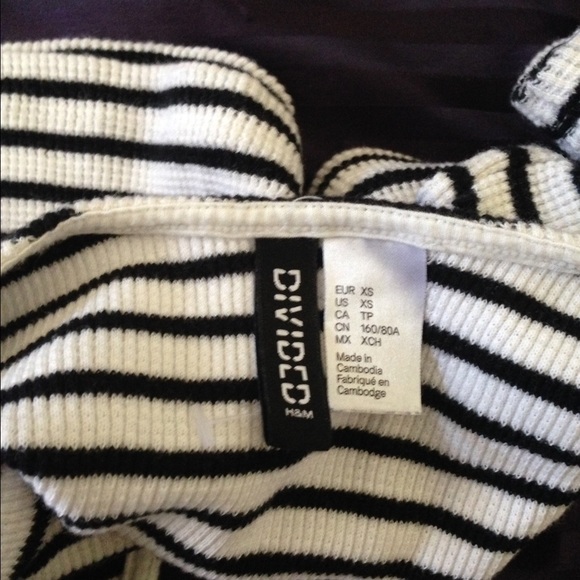 DIVIDED
H&M
EUR XS
US XS
CA TP
CN 160/80A
MX XCH
Made in
Cambodia
Fabriqué en
Cambodge